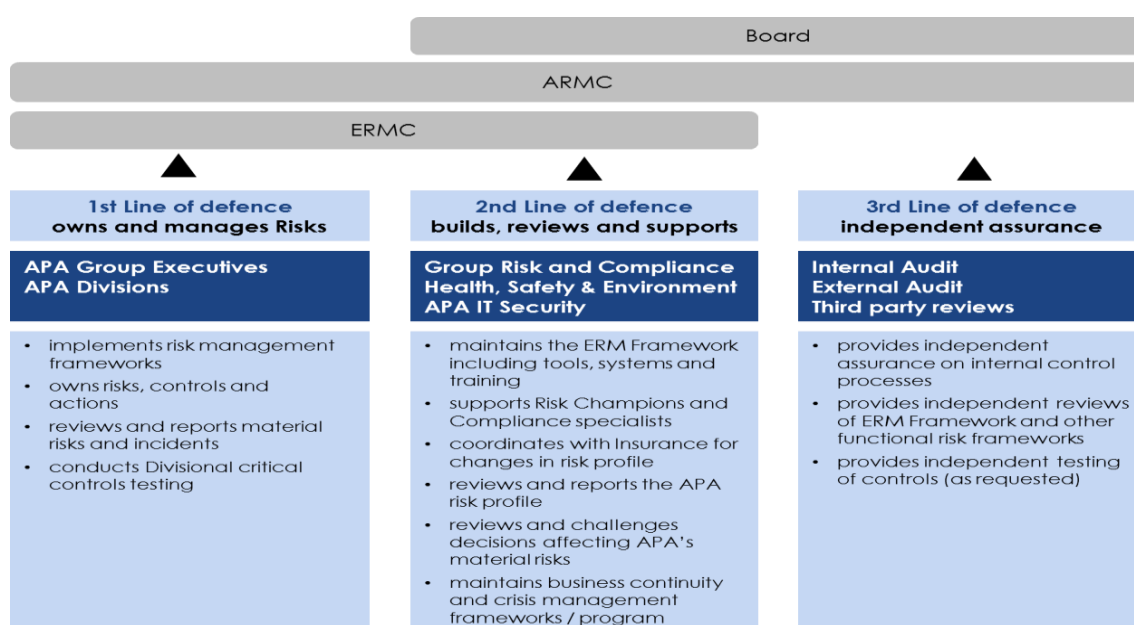 Board
ARMC
ERMC
1st Line of defence
owns and manages Risks
APA Group Executives
APA Divisions
• implements risk management
frameworks
• owns risks, controls and
actions
• reviews and reports material
risks and incidents
• conducts Divisional critical
controls testing
2nd Line of defence
builds, reviews and supports
Group Risk and Compliance
Health, Safety & Environment
APA IT Security
• maintains the ERM Framework
including tools, systems and
training
• supports Risk Champions and
Compliance specialists
• coordinates with Insurance for
changes in risk profile
• reviews and reports the APA
risk profile
• reviews and challenges
decisions affecting APA's
material risks
• maintains business continuity
and crisis management
frameworks / program
3rd Line of defence
independent assurance
Internal Audit
External Audit
Third party reviews
• provides independent
assurance on internal control
processes
• provides independent reviews
of ERM Framework and other
functional risk frameworks
• provides independent testing
of controls (as requested)